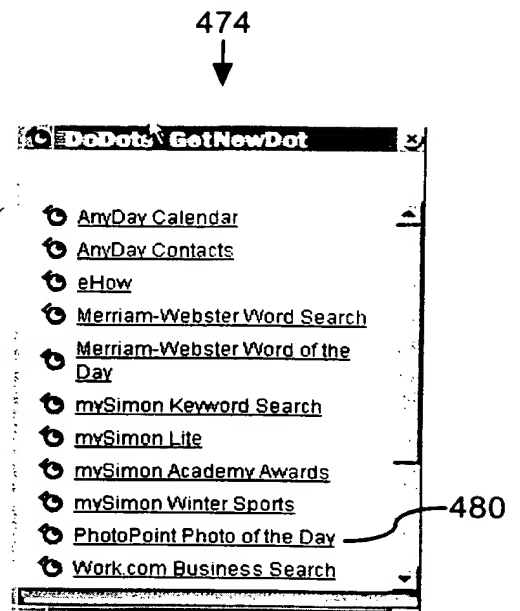 474
DoDots GetNewDot
AnyDay Calendar
AnyDay Contacts
eHow
Merriam-Webster Word Search
Merriam-Webster Word of the
Day
mySimon Keyword Search
mySimon Lite
mySimon Academy Awards
mySimon Winter Sports
PhotoPoint Photo of the Day
480
Work.com Business Search